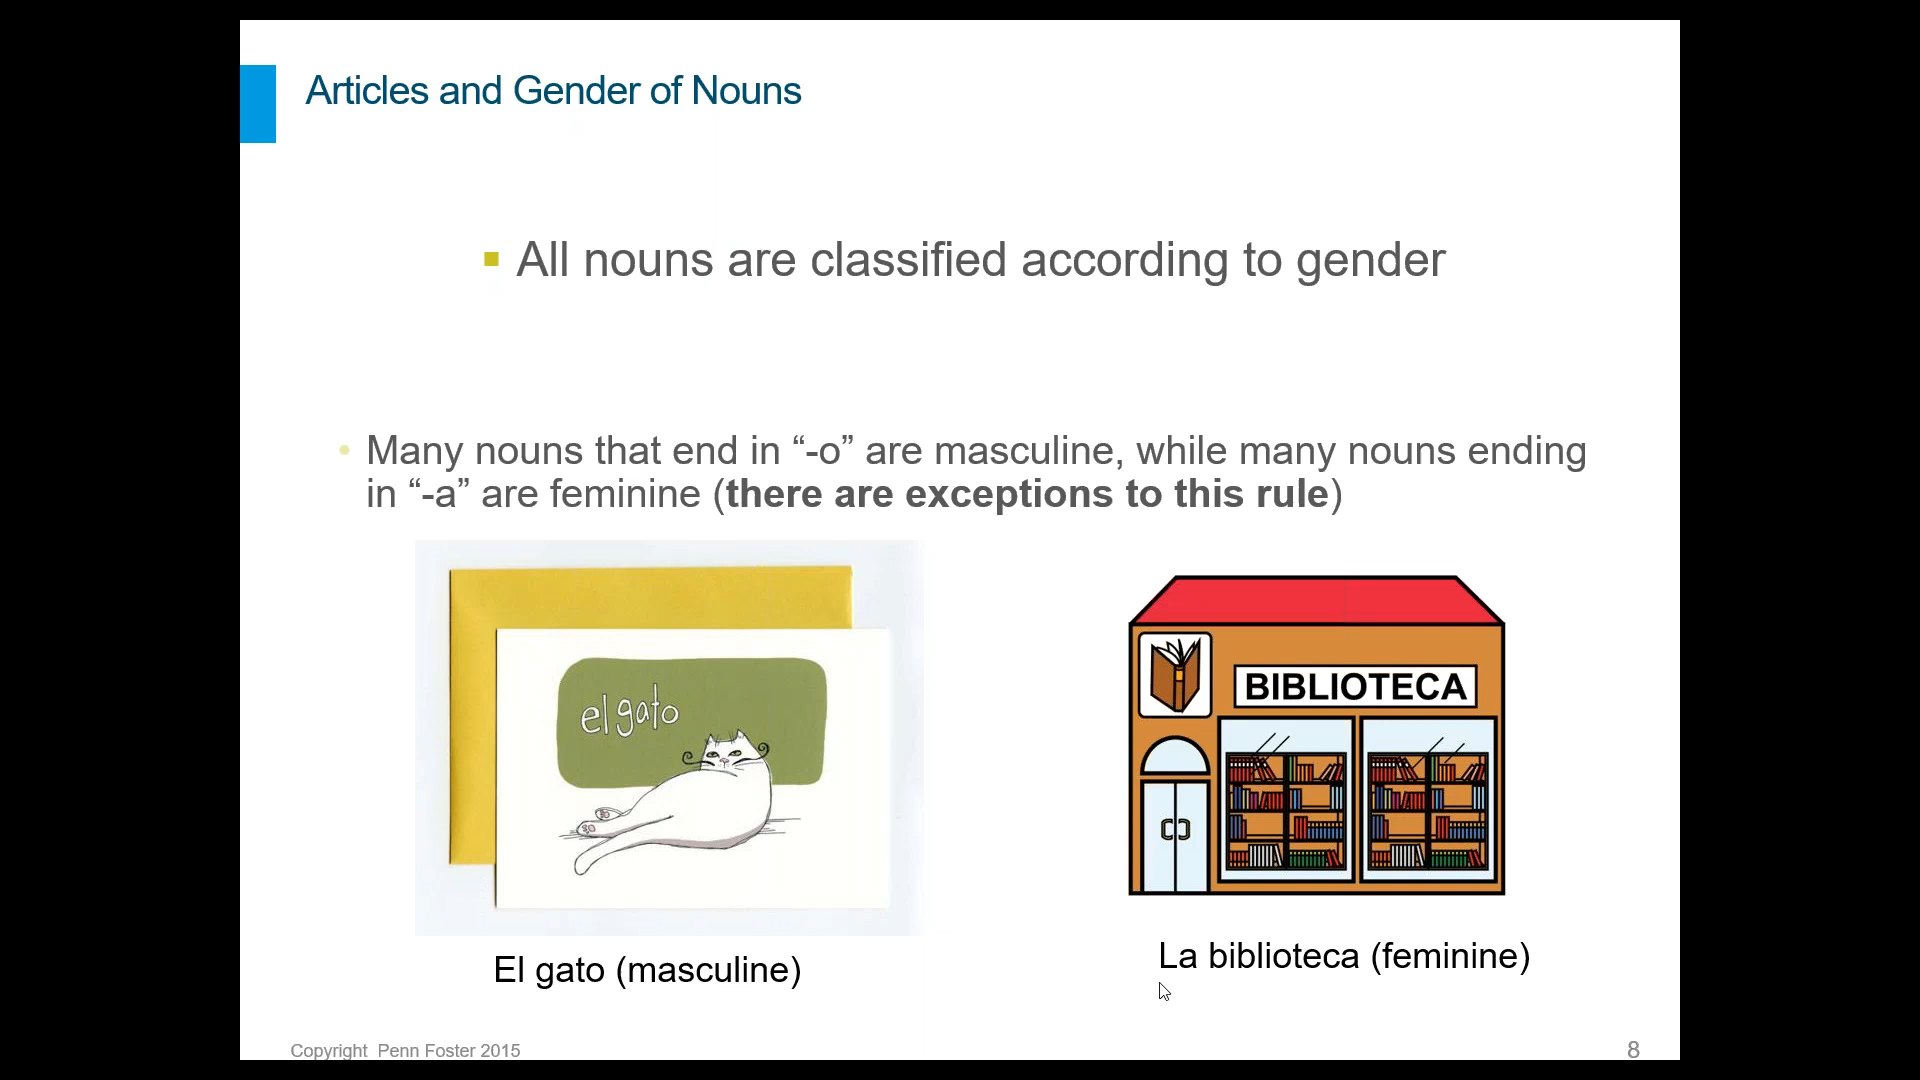 Articles and Gender of Nouns
All nouns are classified according to gender
Many nouns that end in “-o” are masculine, while many nouns ending
in “-a” are feminine (there are exceptions to this rule)
el gato
BIBLIOTECA
El gato (masculine)
La biblioteca (feminine)
Copyright Penn Foster 2015
8